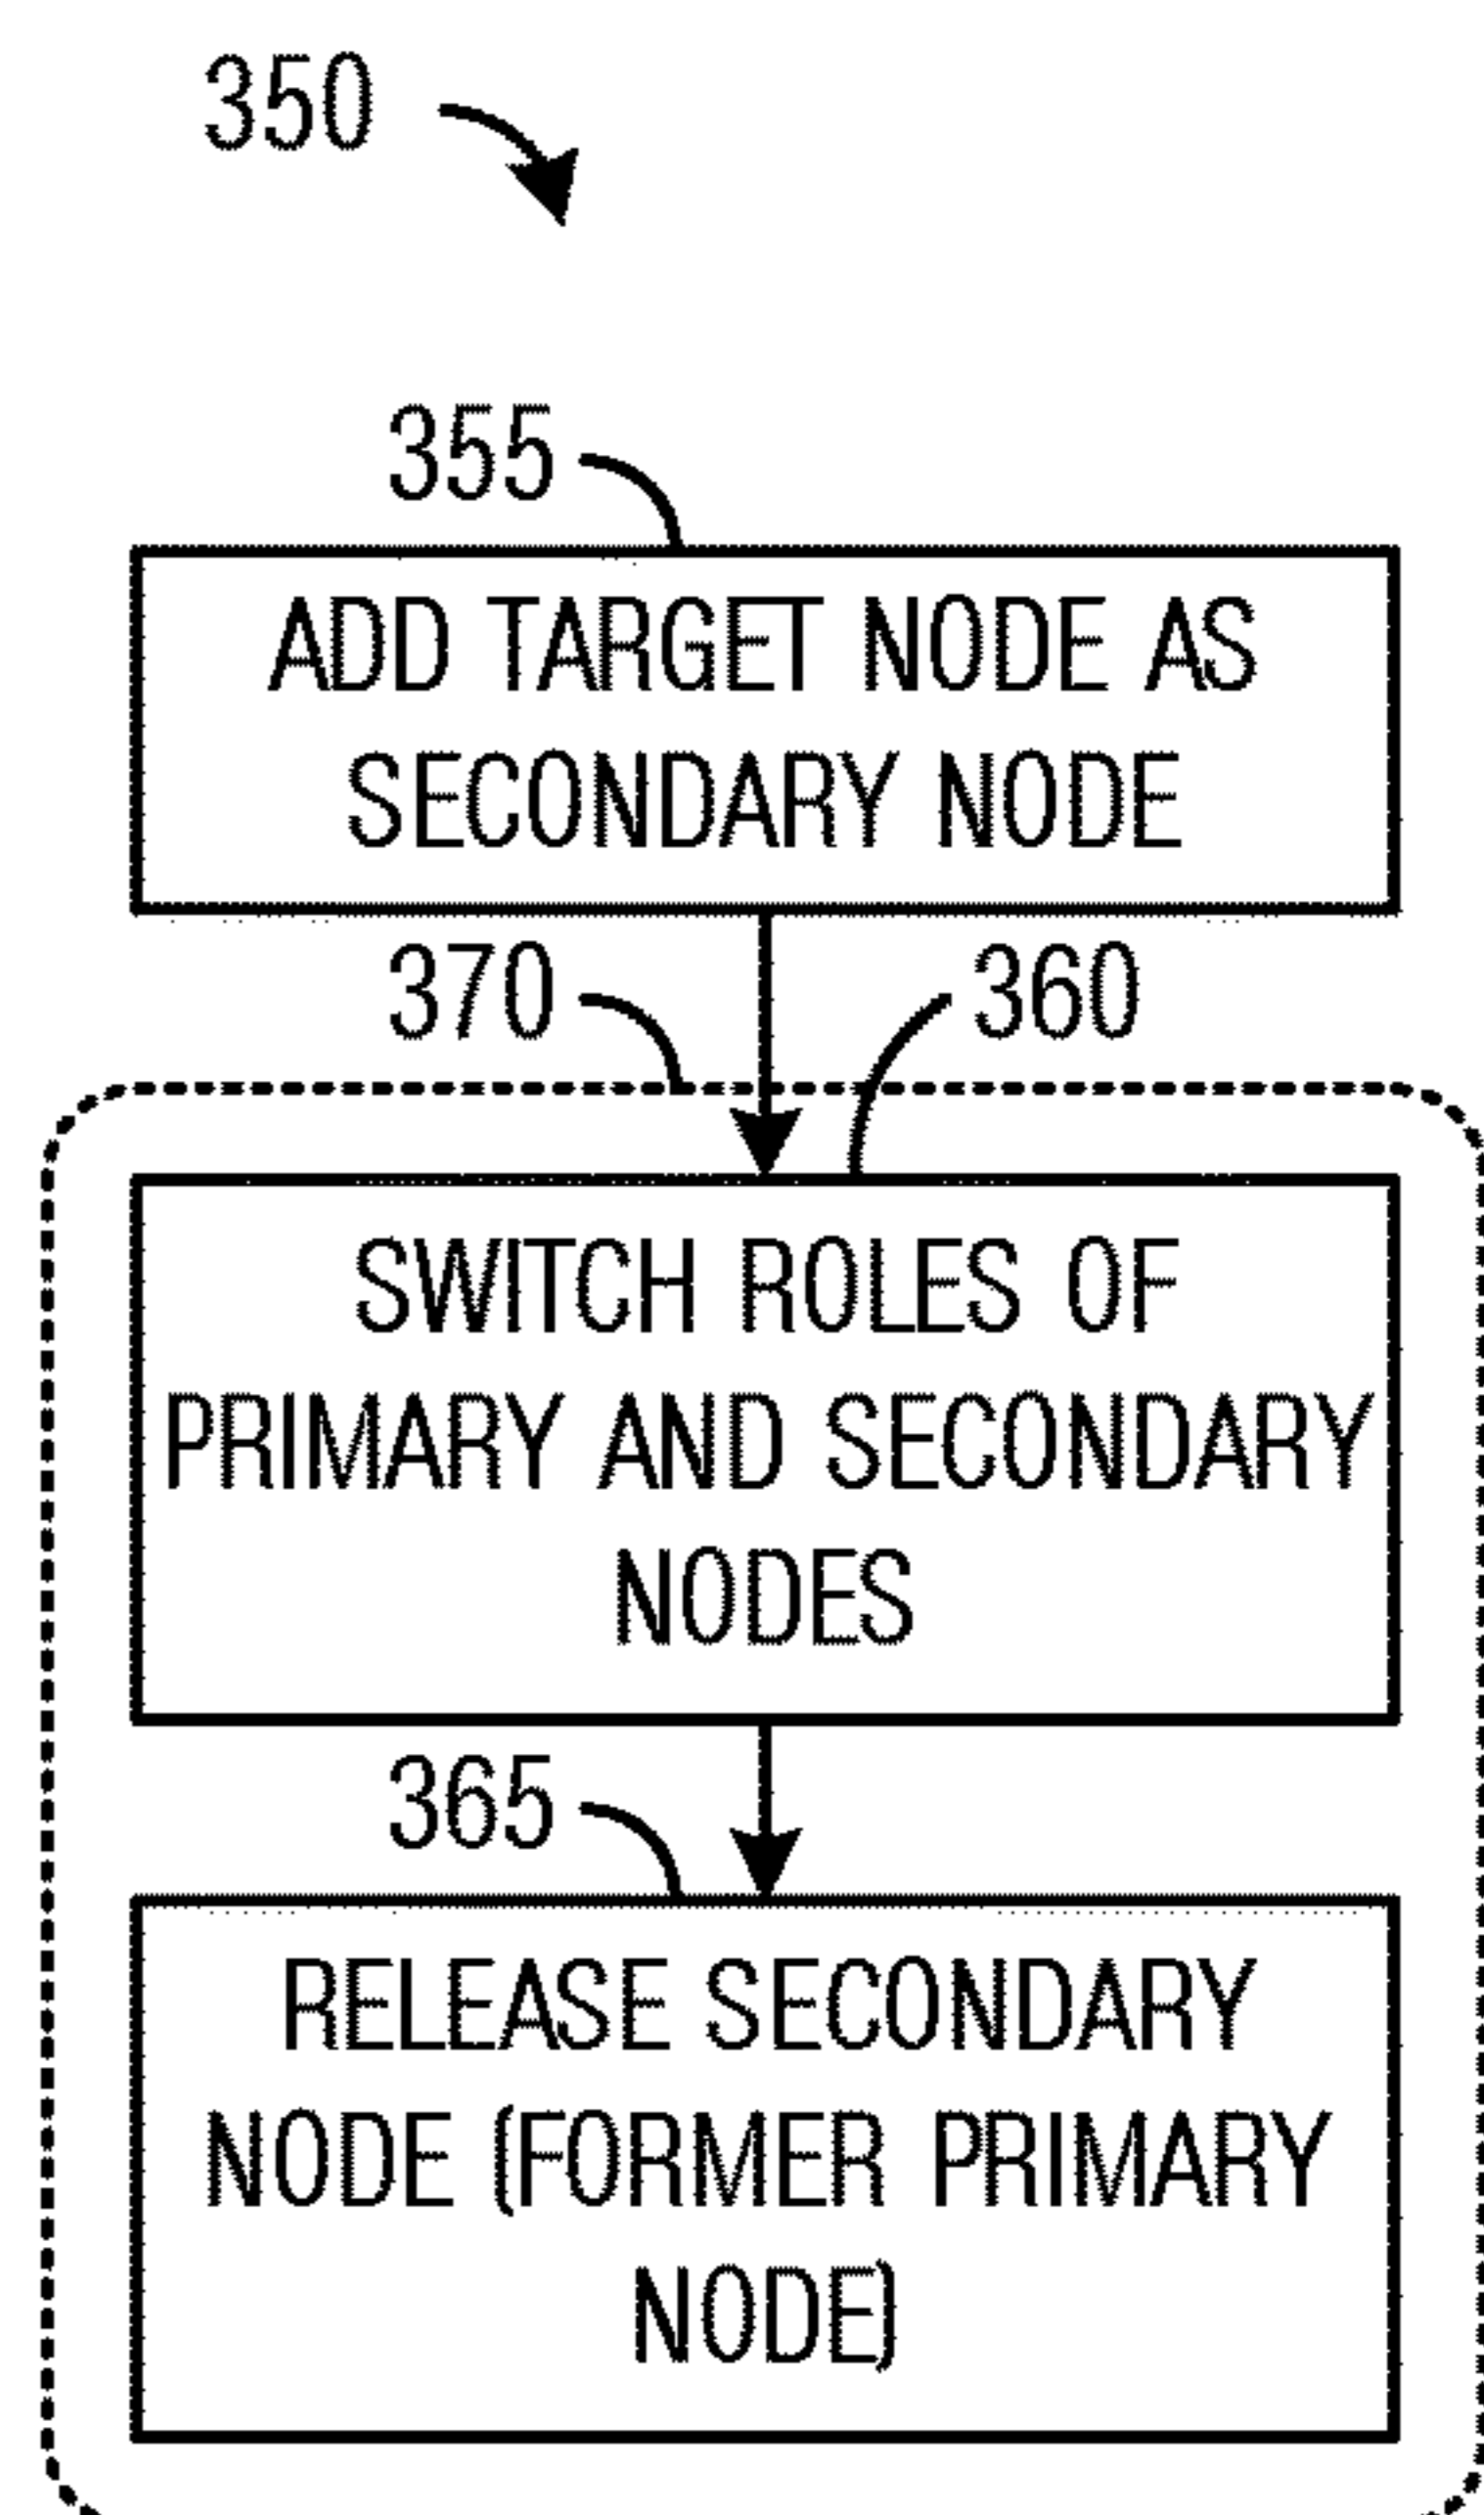 350
355
ADD TARGET NODE AS
SECONDARY NODE
370
360
SWITCH ROLES OF
PRIMARY AND SECONDARY
NODES
365
RELEASE SECONDARY
NODE (FORMER PRIMARY
NODE)